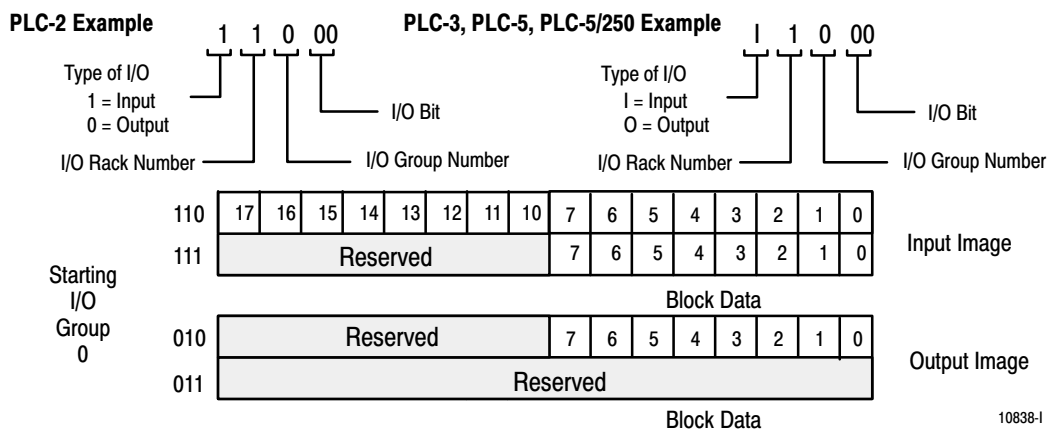 PLC-2 Example
1 1 0 00
Type of I/O
1 = Input
0 = Output
I/O Bit
I/O Rack Number
I/O Group Number
PLC-3, PLC-5, PLC-5/250 Example
I 1 0 00
Type of I/O
I = Input
O = Output
I/O Bit
I/O Rack Number
I/O Group Number
110 17 16 15 14 13 12 11 10 7 6 5 4 3 2 1 0
111 Reserved 7 6 5 4 3 2 1 0
Input Image
Block Data
Starting
I/O
Group
0
010 Reserved 7 6 5 4 3 2 1 0
011 Reserved
Output Image
Block Data
10838-I